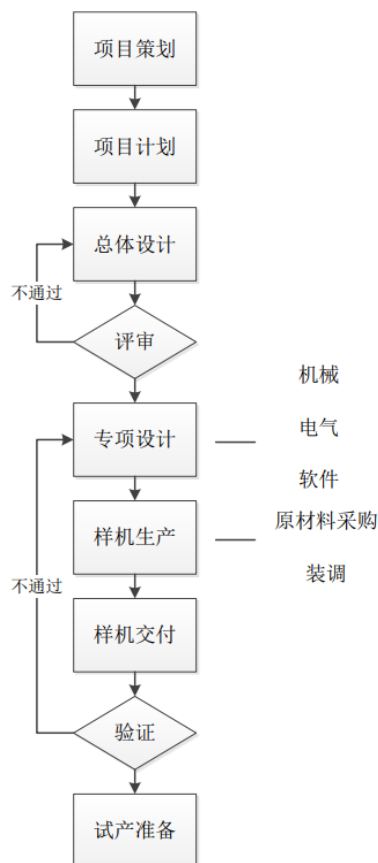 项目策划
项目计划
总体设计
不通过
评审
机械
专项设计
电气
软件
样机生产
原材料采购
装调
不通过
样机交付
验证
试产准备